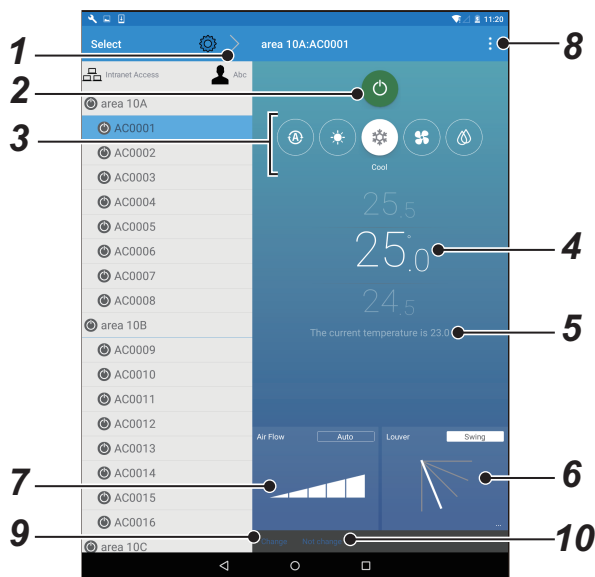 11:20
Select
area 10A:AC0001
Intranet Access
Abc
area 10A
AC0001
AC0002
AC0003
AC0004
AC0005
AC0006
AC0007
AC0008
area 10B
AC0009
AC0010
AC0011
AC0012
AC0013
AC0014
AC0015
AC0016
area 10C
A
Cool
25.5
25.0°
24.5
The current temperature is 23.0
Air Flow
Auto
Louver
Swing
...
Change
Not change
1
2
3
4
5
6
7
8
9
10